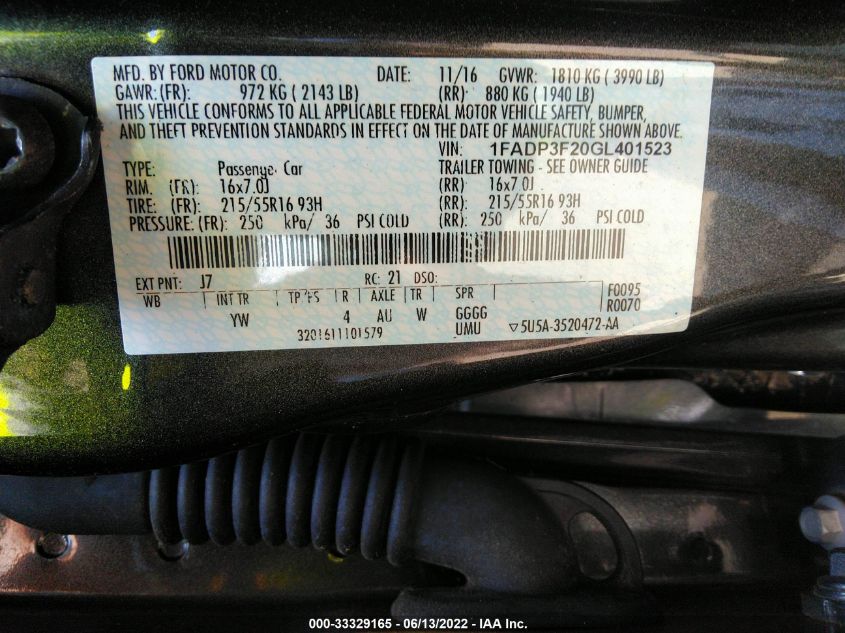 MFD. BY FORD MOTOR CO. DATE: 11/16 GVWR: 1810 KG ( 3990 LB)
GAWR: (FR): 972 KG ( 2143 LB) (RR): 880 KG ( 1940 LB)
THIS VEHICLE CONFORMS TO ALL APPLICABLE FEDERAL MOTOR VEHICLE SAFETY, BUMPER,
AND THEFT PREVENTION STANDARDS IN EFFECT ON THE DATE OF MANUFACTURE SHOWN ABOVE.
VIN: 1FADP3F20GL401523
TYPE: Passenger Car TRAILER TOWING - SEE OWNER GUIDE
RIM: (FR): 16x7.0J (RR): 16x7.0J
TIRE: (FR): 215/55R16 93H (RR): 215/55R16 93H
PRESSURE: (FR): 250 kPa/ 36 PSI COLD (RR): 250 kPa/ 36 PSI COLD
EXT PNT: J7 RC: 21 DSO: F0095
WB INT TR TP/PS R AXLE TR SPR R0070
YW 4 AU W GGGG
3201611101579 UMU ▽5U5A-3520472-AA
000-33329165 - 06/13/2022 - IAA Inc.